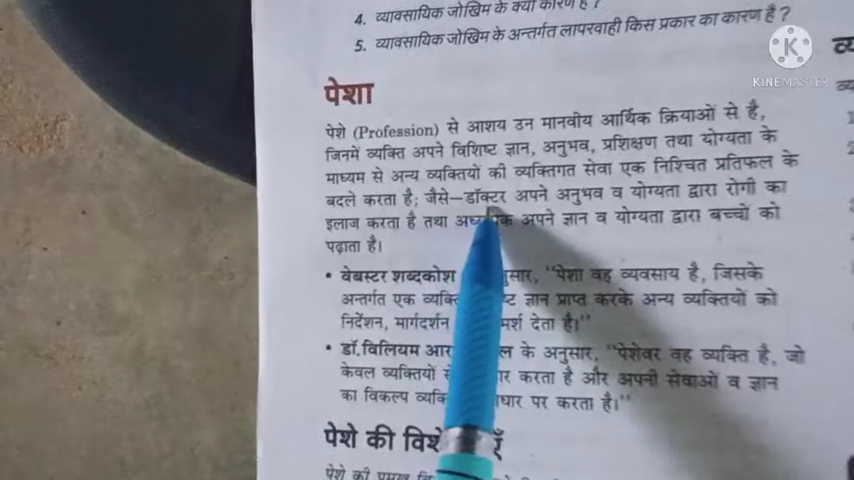 4. व्यावसायिक जोखिम के क्या कारण हैं ?
5. व्यावसायिक जोखिम के अन्तर्गत लापरवाही किस प्रकार का कारण है ?
KINEMASTER
पेशा
पेशे (Profession) से आशय उन मानवीय आर्थिक क्रियाओं से है,
जिनमें व्यक्ति अपने विशिष्ट ज्ञान, अनुभव, प्रशिक्षण तथा योग्यता के
माध्यम से अन्य व्यक्तियों की व्यक्तिगत सेवा एक निश्चित प्रतिफल के
बदले करता है; जैसे—डॉक्टर अपने अनुभव व योग्यता द्वारा रोगी का
इलाज करता है तथा अपने ज्ञान व योग्यता द्वारा बच्चों को
पढ़ाता है।
• वेबस्टर शब्दकोश "पेशा वह व्यवसाय है, जिसके
अन्तर्गत एक ज्ञान प्राप्त करके अन्य व्यक्तियों को
निर्देशन, मार्गदर्शन देता है।"
• डॉ. विलियम के अनुसार, "पेशेवर वह व्यक्ति है, जो
केवल व्यक्तियों करता है और अपनी सेवाओं व ज्ञान
का विकल्प पर करता है।"
पेशे की
पेशे की प्रमुख